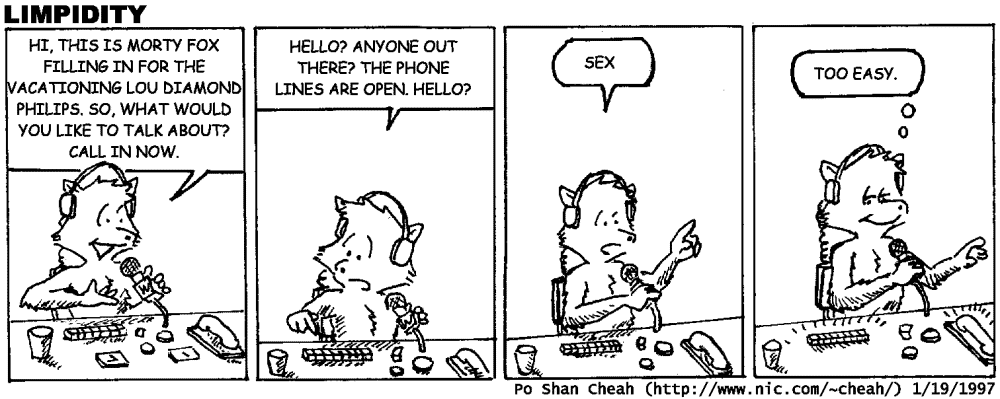 LIMPIDITY
HI, THIS IS MORTY FOX
FILLING IN FOR THE
VACATIONING LOU DIAMOND
PHILIPS. SO, WHAT WOULD
YOU LIKE TO TALK ABOUT?
CALL IN NOW.
HELLO? ANYONE OUT
THERE? THE PHONE
LINES ARE OPEN. HELLO?
SEX
TOO EASY.
Po Shan Cheah (http://www.nic.com/~cheah/) 1/19/1997